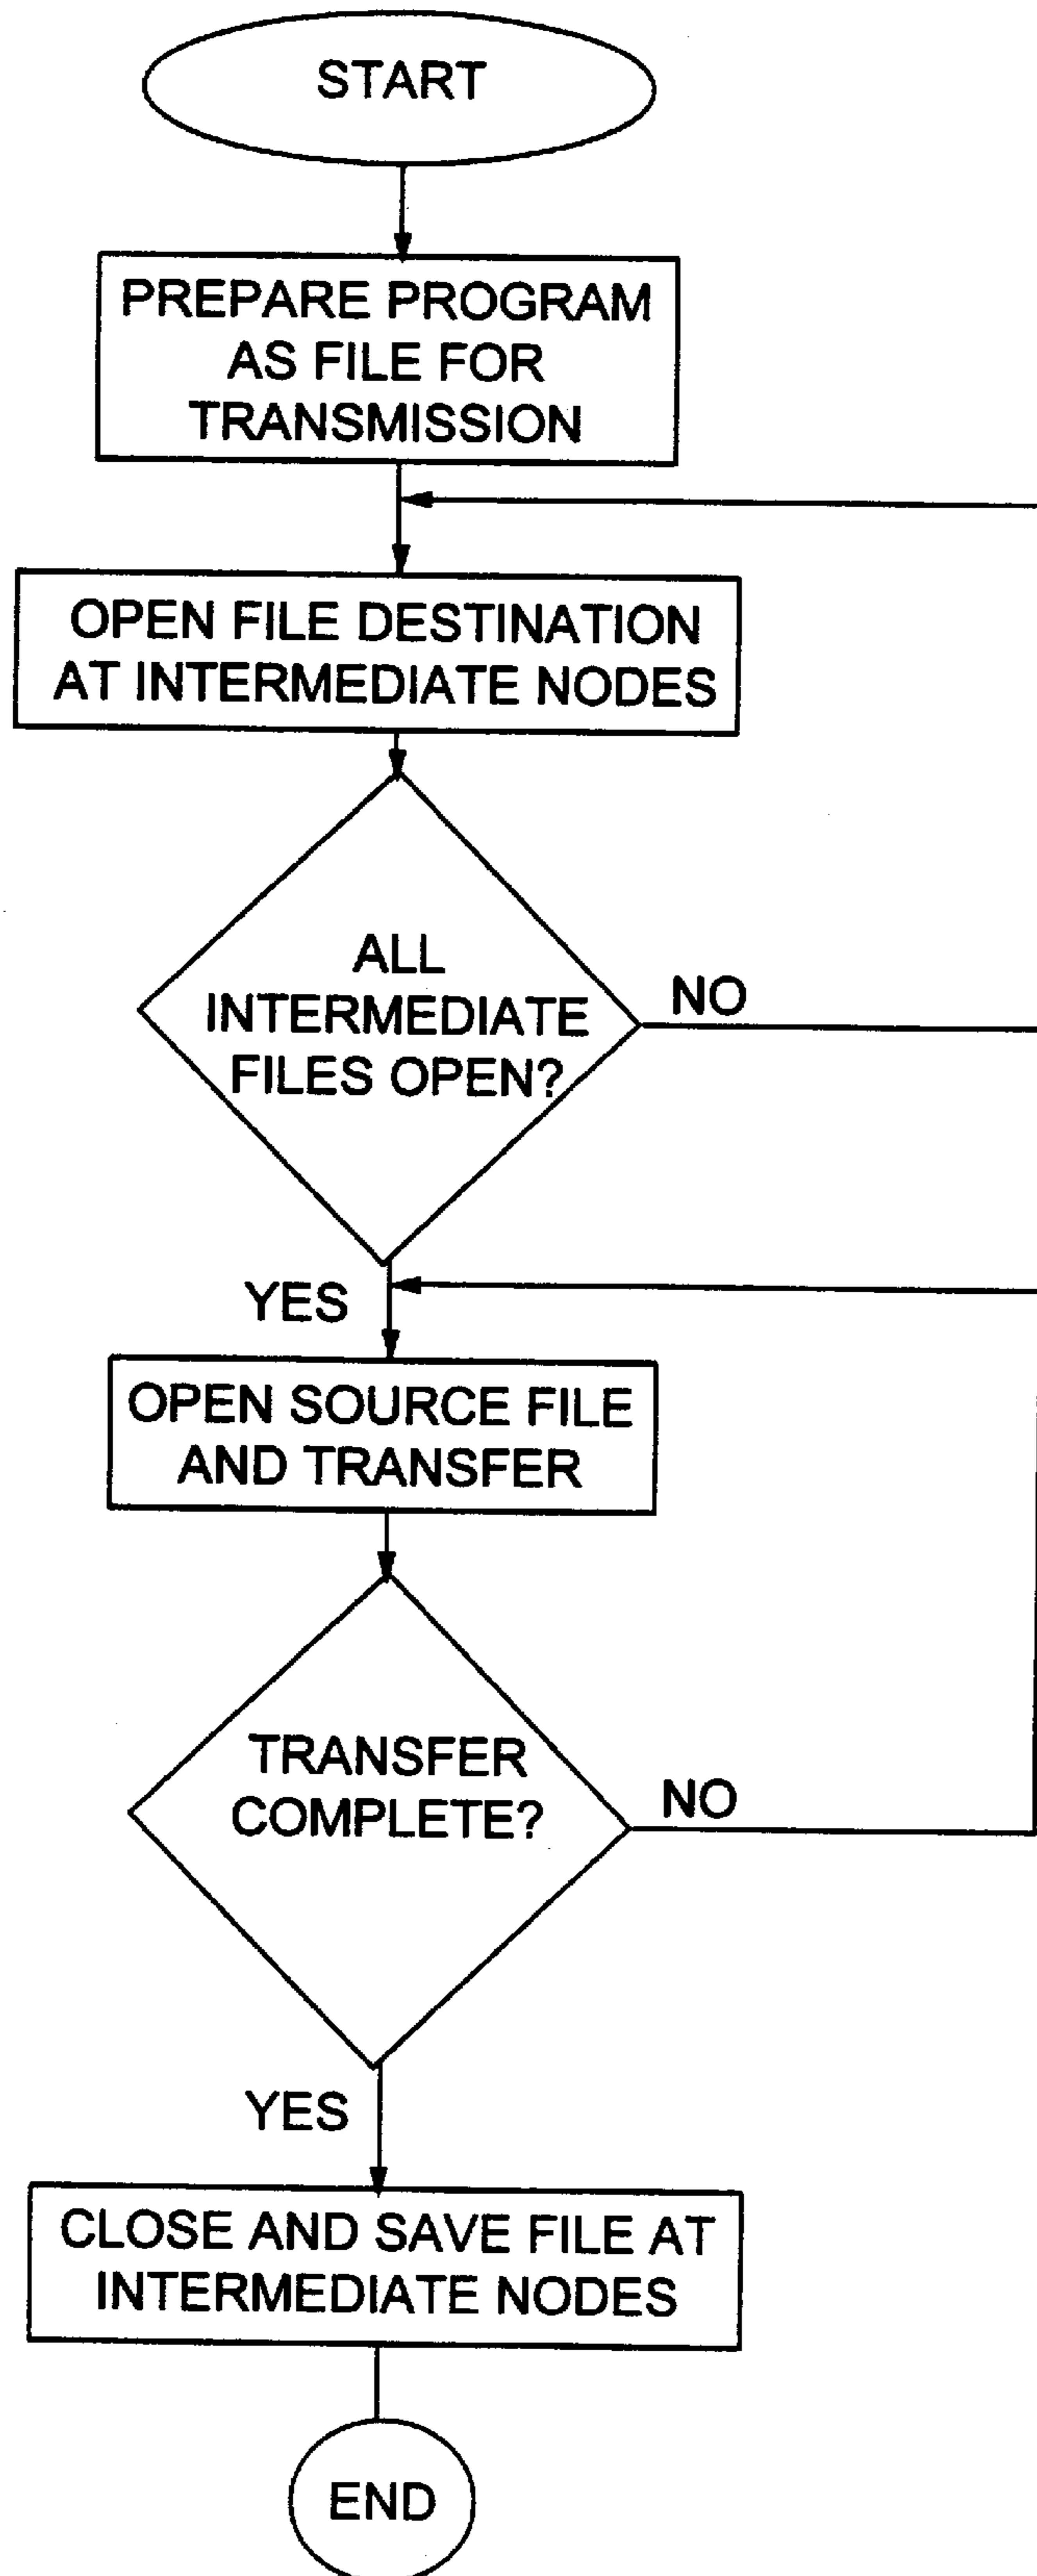 START
PREPARE PROGRAM
AS FILE FOR
TRANSMISSION
OPEN FILE DESTINATION
AT INTERMEDIATE NODES
ALL
INTERMEDIATE
FILES OPEN?
NO
YES
OPEN SOURCE FILE
AND TRANSFER
TRANSFER
COMPLETE?
NO
YES
CLOSE AND SAVE FILE AT
INTERMEDIATE NODES
END